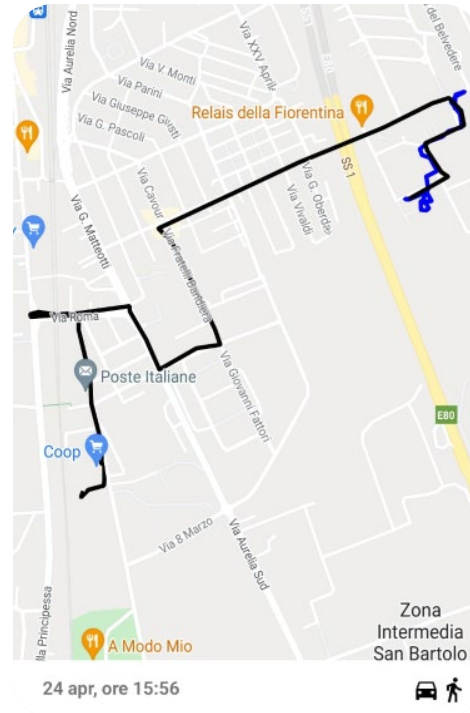 Via Aurelia Nord
SS1
E80
del Belvedere
Via XXV Aprile
Via V. Monti
Via Parini
Via Giuseppe Giusti
Via G. Pascoli
Relais della Fiorentina
SS 1
Via Cavour
Via G. Oberdan
Via Vivaldi
Via G. Matteotti
Via Fratelli Bandiera
Via Roma
Poste Italiane
Via Giovanni Fattori
E80
Coop
Via 8 Marzo
Via Aurelia Sud
lla Principessa
A Modo Mio
Zona
Intermedia
San Bartolo
24 apr, ore 15:56